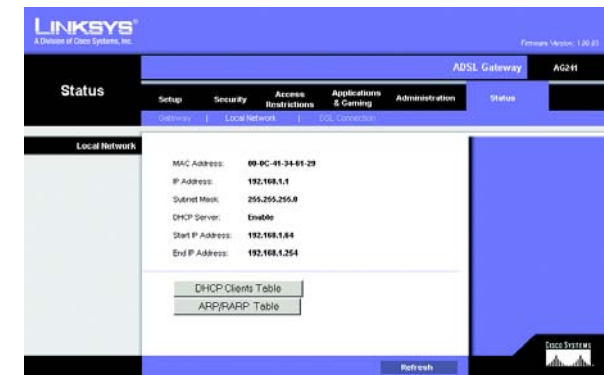 LINKSYS®
A Division of Cisco Systems, Inc.
Firmware Version: 1.00.03
ADSL Gateway AG241
Status
Setup Security Access Restrictions Applications & Gaming Administration Status
Gateway | Local Network | DSL Connection
Local Network
MAC Address: 00-0C-41-34-61-29
IP Address: 192.168.1.1
Subnet Mask: 255.255.255.0
DHCP Server: Enable
Start IP Address: 192.168.1.64
End IP Address: 192.168.1.254
DHCP Clients Table
ARP/RARP Table
Refresh
CISCO SYSTEMS